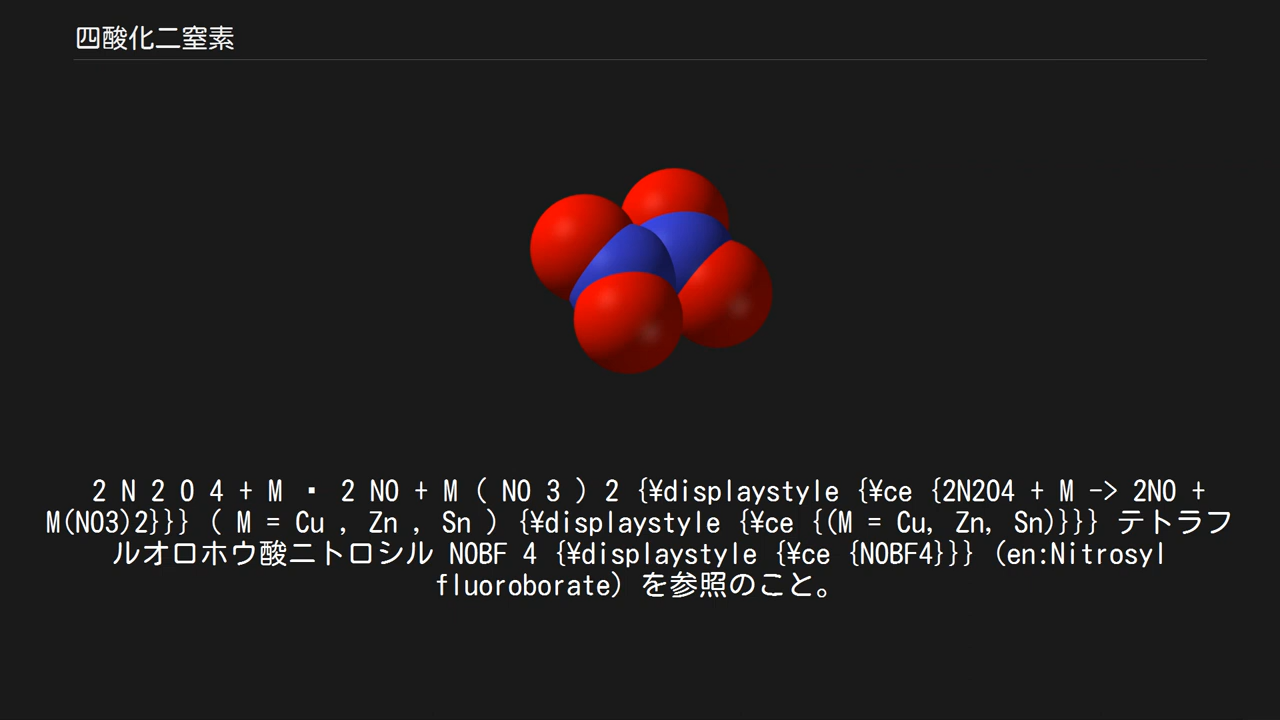 四酸化二窒素
2 N 2 O 4 + M ▪ 2 NO + M ( NO 3 ) 2 {¥displaystyle {¥ce {2N2O4 + M -> 2NO +
M(NO3)2}}} ( M = Cu , Zn , Sn ) {¥displaystyle {¥ce {(M = Cu, Zn, Sn)}}} テトラフ
ルオロホウ酸ニトロシル NOBF 4 {¥displaystyle {¥ce {NOBF4}}} (en:Nitrosyl
fluoroborate) を参照のこと。